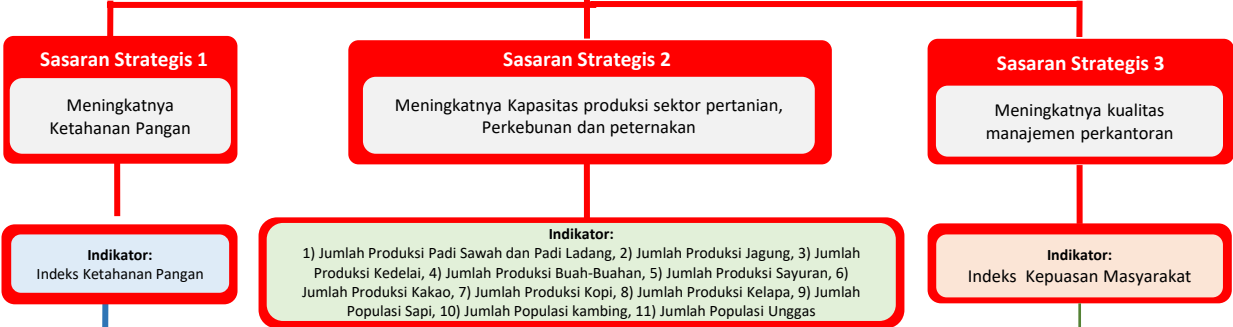 Sasaran Strategis 1
Meningkatnya
Ketahanan Pangan
Sasaran Strategis 2
Meningkatnya Kapasitas produksi sektor pertanian,
Perkebunan dan peternakan
Sasaran Strategis 3
Meningkatnya kualitas
manajemen perkantoran
Indikator:
Indeks Ketahanan Pangan
Indikator:
1) Jumlah Produksi Padi Sawah dan Padi Ladang, 2) Jumlah Produksi Jagung, 3) Jumlah
Produksi Kedelai, 4) Jumlah Produksi Buah-Buahan, 5) Jumlah Produksi Sayuran, 6)
Jumlah Produksi Kakao, 7) Jumlah Produksi Kopi, 8) Jumlah Produksi Kelapa, 9) Jumlah
Populasi Sapi, 10) Jumlah Populasi kambing, 11) Jumlah Populasi Unggas
Indikator:
Indeks Kepuasan Masyarakat